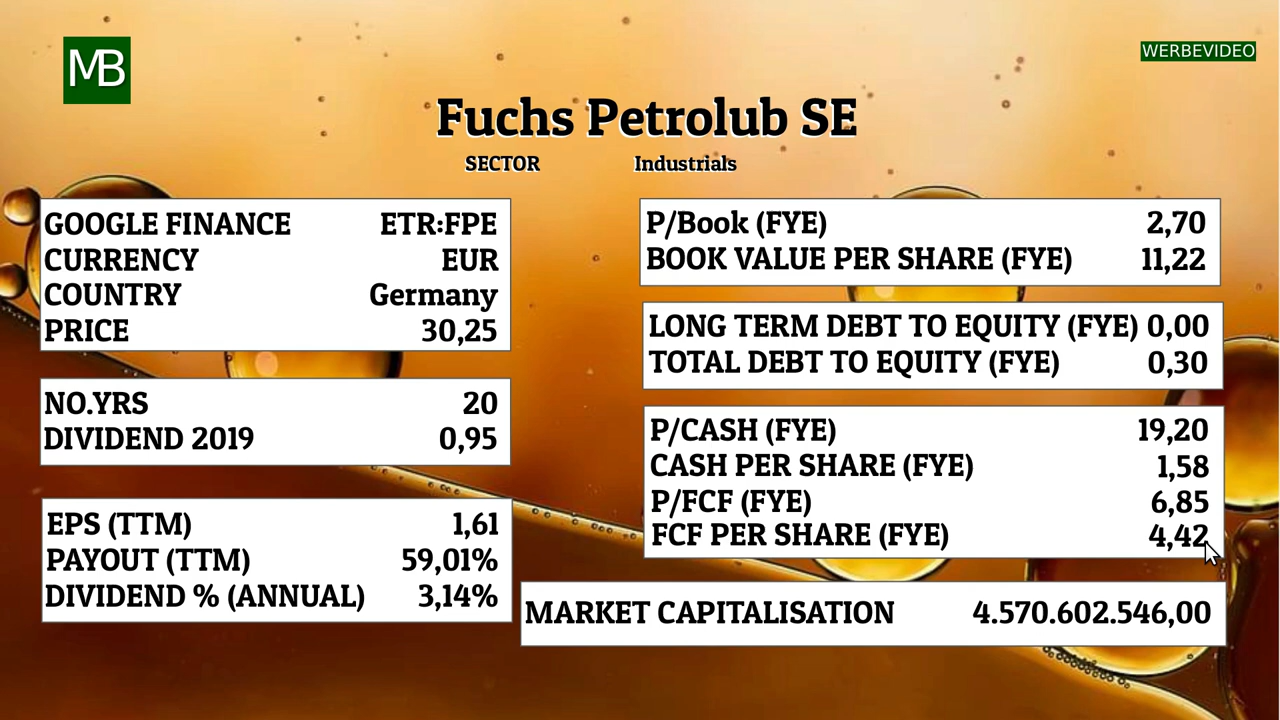 MB
WERBEVIDEO
Fuchs Petrolub SE
SECTOR Industrials
GOOGLE FINANCE ETR:FPE
CURRENCY EUR
COUNTRY Germany
PRICE 30,25
NO.YRS 20
DIVIDEND 2019 0,95
EPS (TTM) 1,61
PAYOUT (TTM) 59,01%
DIVIDEND % (ANNUAL) 3,14%
P/Book (FYE) 2,70
BOOK VALUE PER SHARE (FYE) 11,22
LONG TERM DEBT TO EQUITY (FYE) 0,00
TOTAL DEBT TO EQUITY (FYE) 0,30
P/CASH (FYE) 19,20
CASH PER SHARE (FYE) 1,58
P/FCF (FYE) 6,85
FCF PER SHARE (FYE) 4,42
MARKET CAPITALISATION 4.570.602.546,00